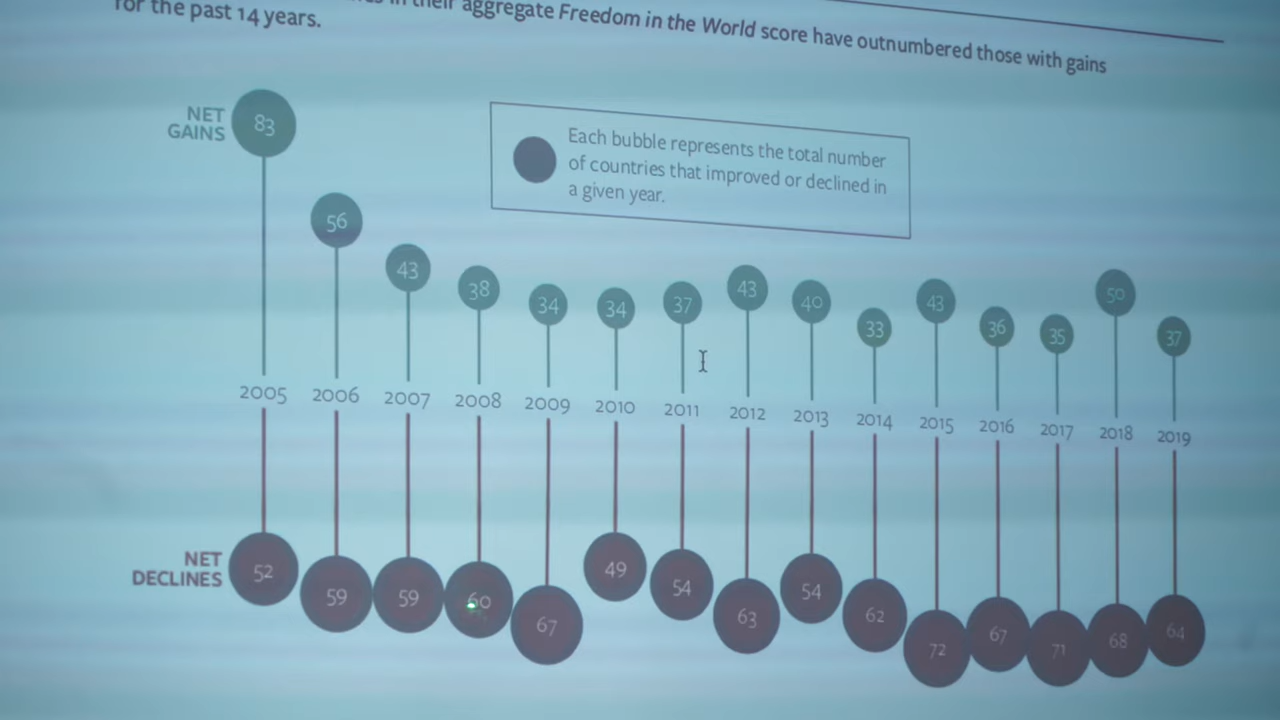 their aggregate Freedom in the World score have outnumbered those with gains
for the past 14 years.
NET
GAINS
Each bubble represents the total number
of countries that improved or declined in
a given year.
83 56 43 38 34 34 37 43 40 33 43 36 35 50 37
2005 2006 2007 2008 2009 2010 2011 2012 2013 2014 2015 2016 2017 2018 2019
NET
DECLINES
52 59 59 60 67 49 54 63 54 62 72 67 71 68 64